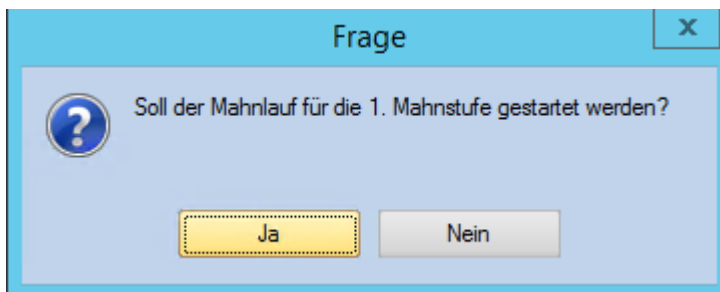 Frage
x
?
Soll der Mahnlauf für die 1. Mahnstufe gestartet werden?
Ja
Nein